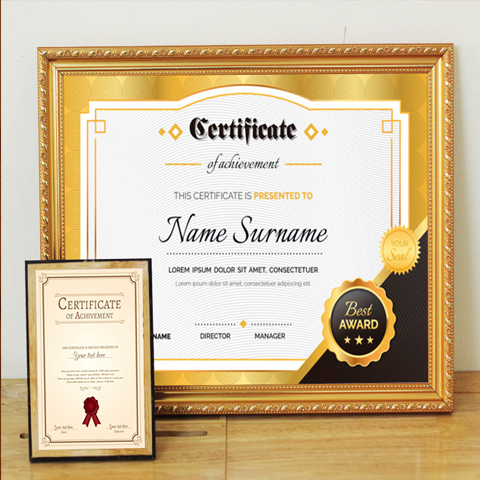 Certificate
of achievement
THIS CERTIFICATE IS PRESENTED TO
Name Surname
LOREM IPSUM DOLOR SIT AMET, CONSECTETUER
Lorem ipsum dolor sit amet, consectetuer adipiscing elit
YOUR
Seal
Best
AWARD
NAME
DIRECTOR
MANAGER
CERTIFICATE
OF ACHIEVEMENT
THIS CERTIFICATE IS PROUDLY PRESENTED TO
Your text here
Your text here
Your text here